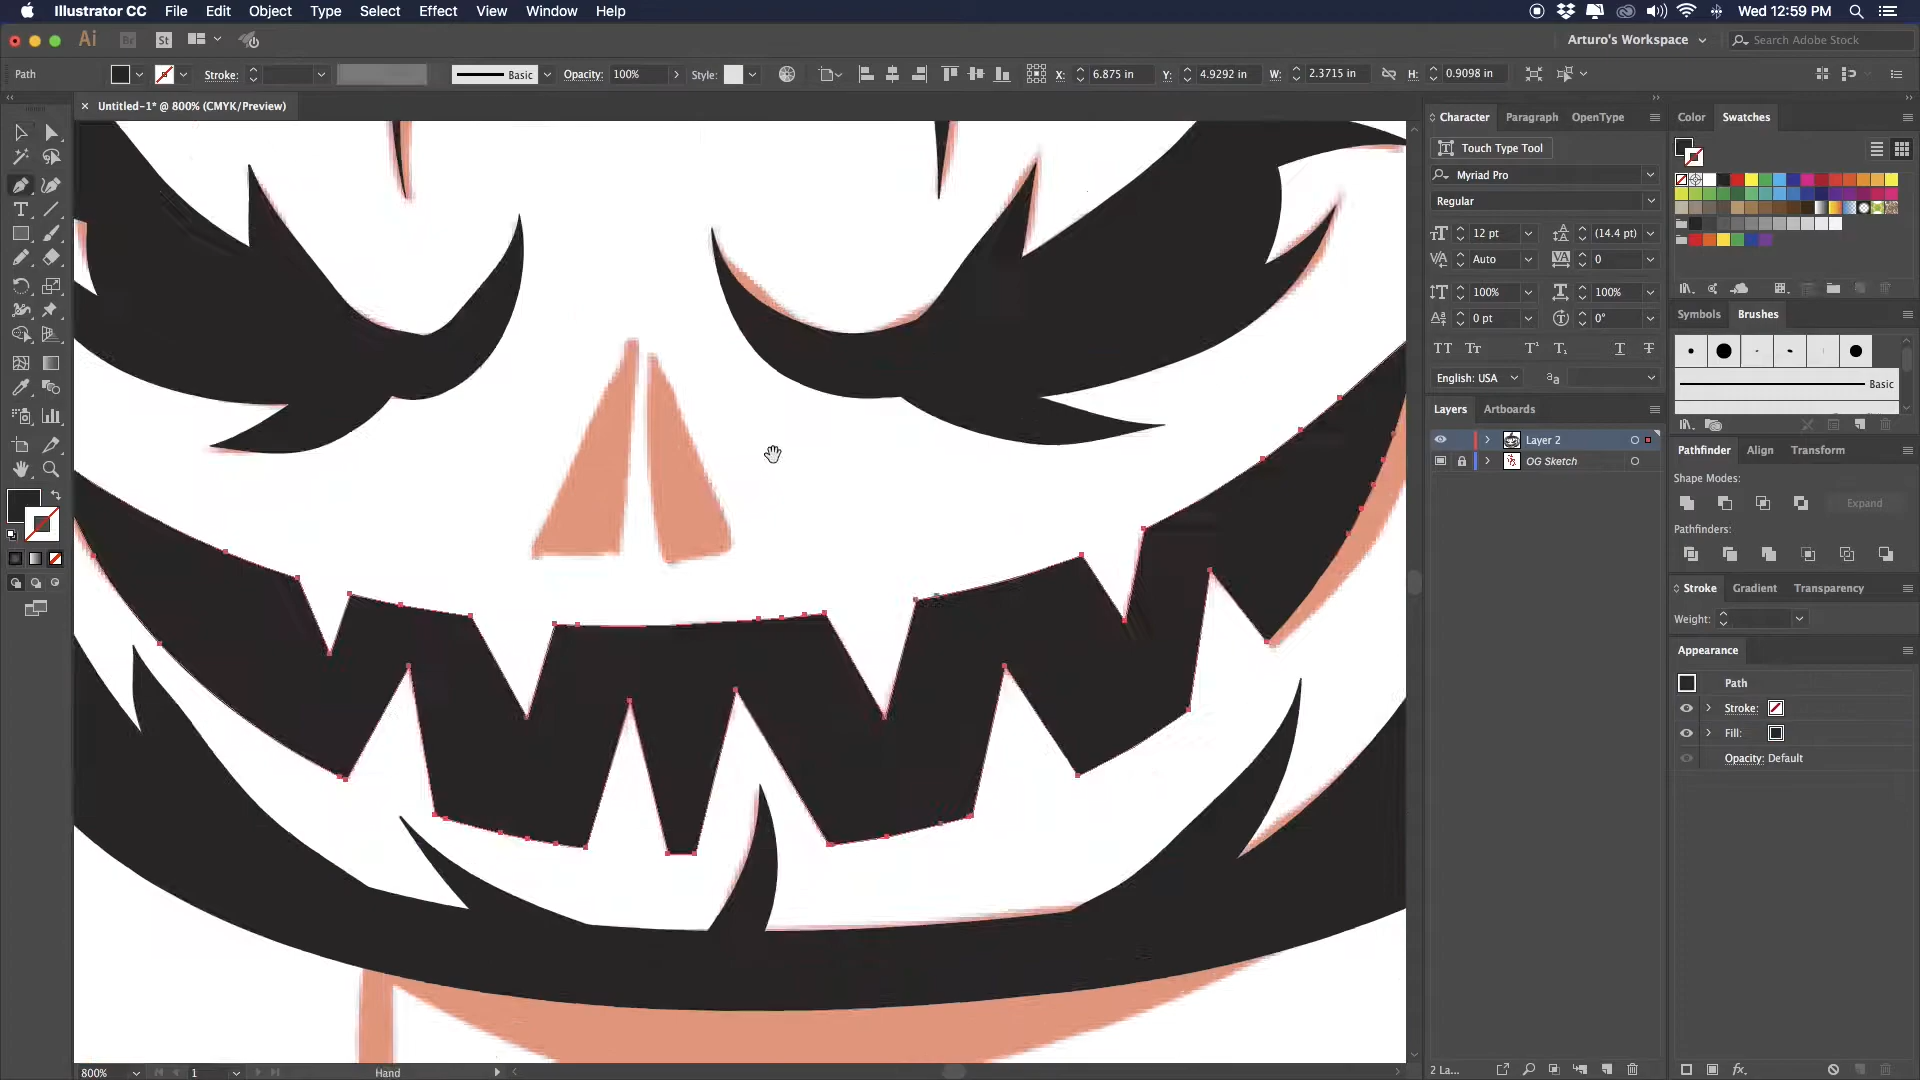 Illustrator CC File Edit Object Type Select Effect View Window Help Wed 12:59 PM
Ai Br St Arturo's Workspace Search Adobe Stock
Path Stroke: Basic Opacity: 100% Style: X: 6.875 in Y: 4.9292 in W: 2.3715 in H: 0.9098 in
Untitled-1* @ 800% (CMYK/Preview)
Character Paragraph OpenType
Touch Type Tool
Myriad Pro
Regular
12 pt (14.4 pt)
Auto 0
100% 100%
0 pt 0°
English: USA
Layers Artboards
Layer 2
OG Sketch
Color Swatches
Symbols Brushes
Basic
Pathfinder Align Transform
Shape Modes:
Expand
Pathfinders:
Stroke Gradient Transparency
Weight:
Appearance
Path
Stroke:
Fill:
Opacity: Default
800% 1 Hand
2 La...